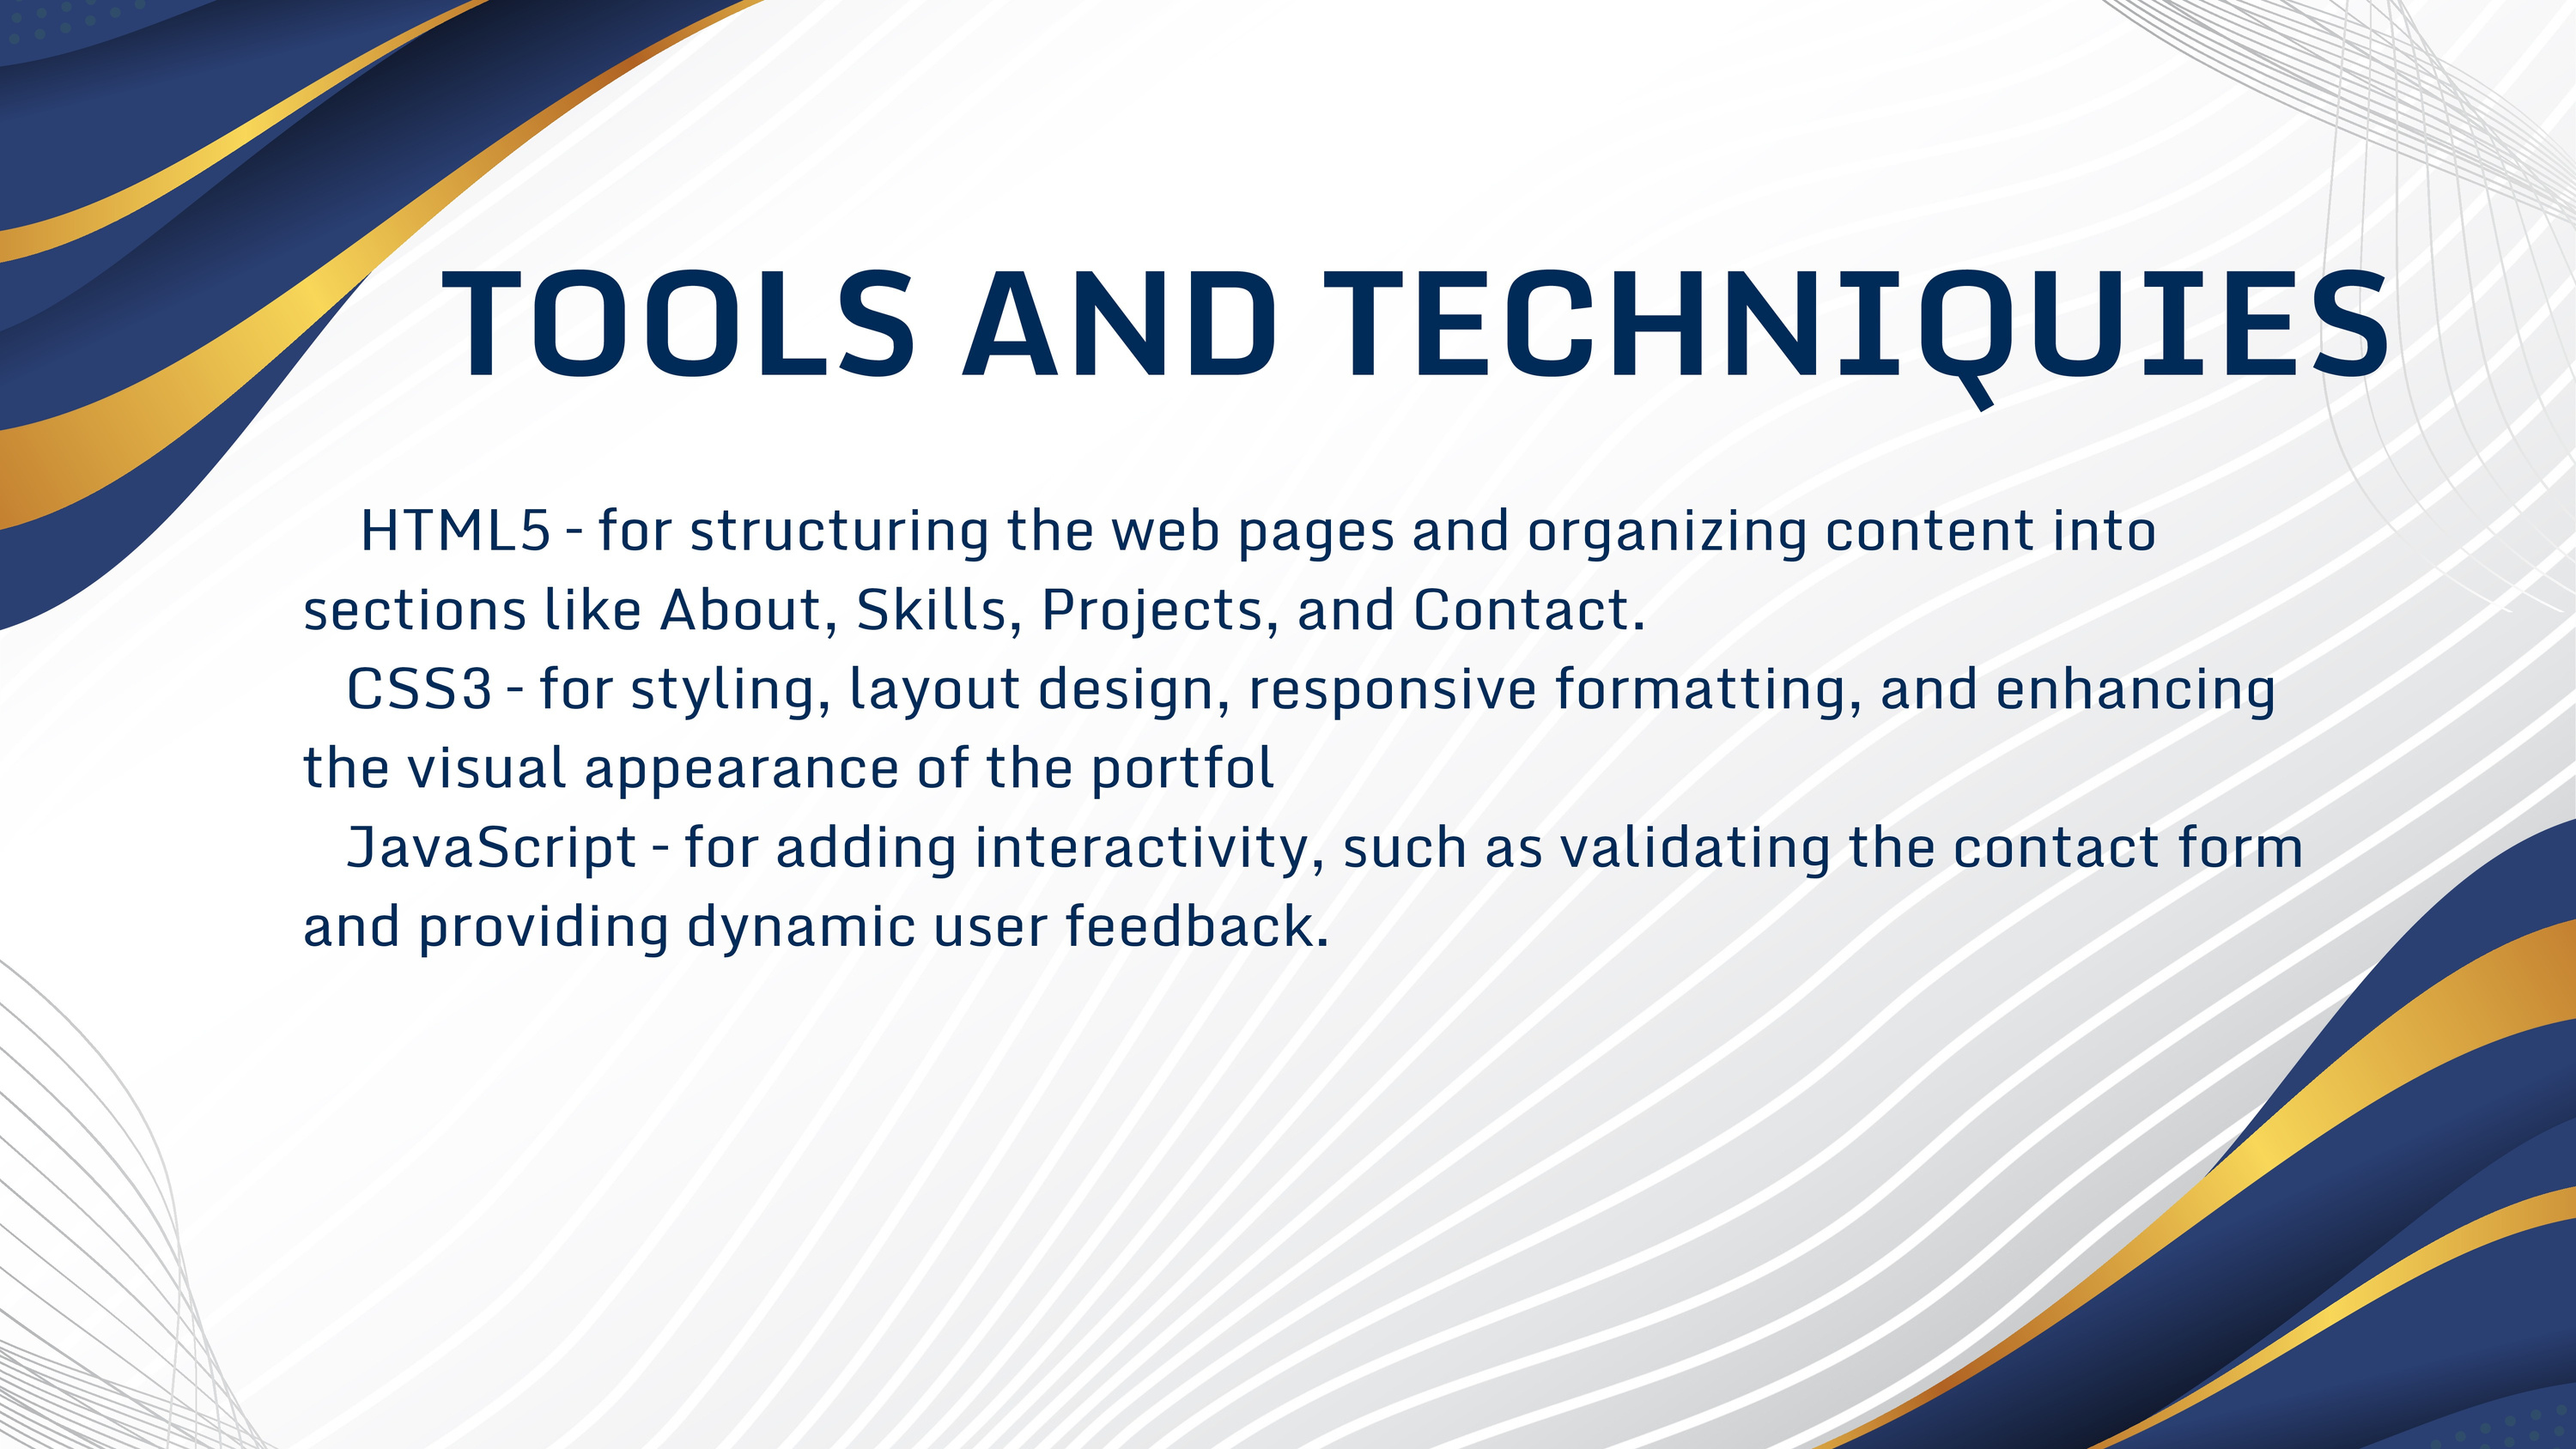 TOOLS AND TECHNIQUIES
HTML5 - for structuring the web pages and organizing content into
sections like About, Skills, Projects, and Contact.
CSS3 - for styling, layout design, responsive formatting, and enhancing
the visual appearance of the portfol
JavaScript - for adding interactivity, such as validating the contact form
and providing dynamic user feedback.